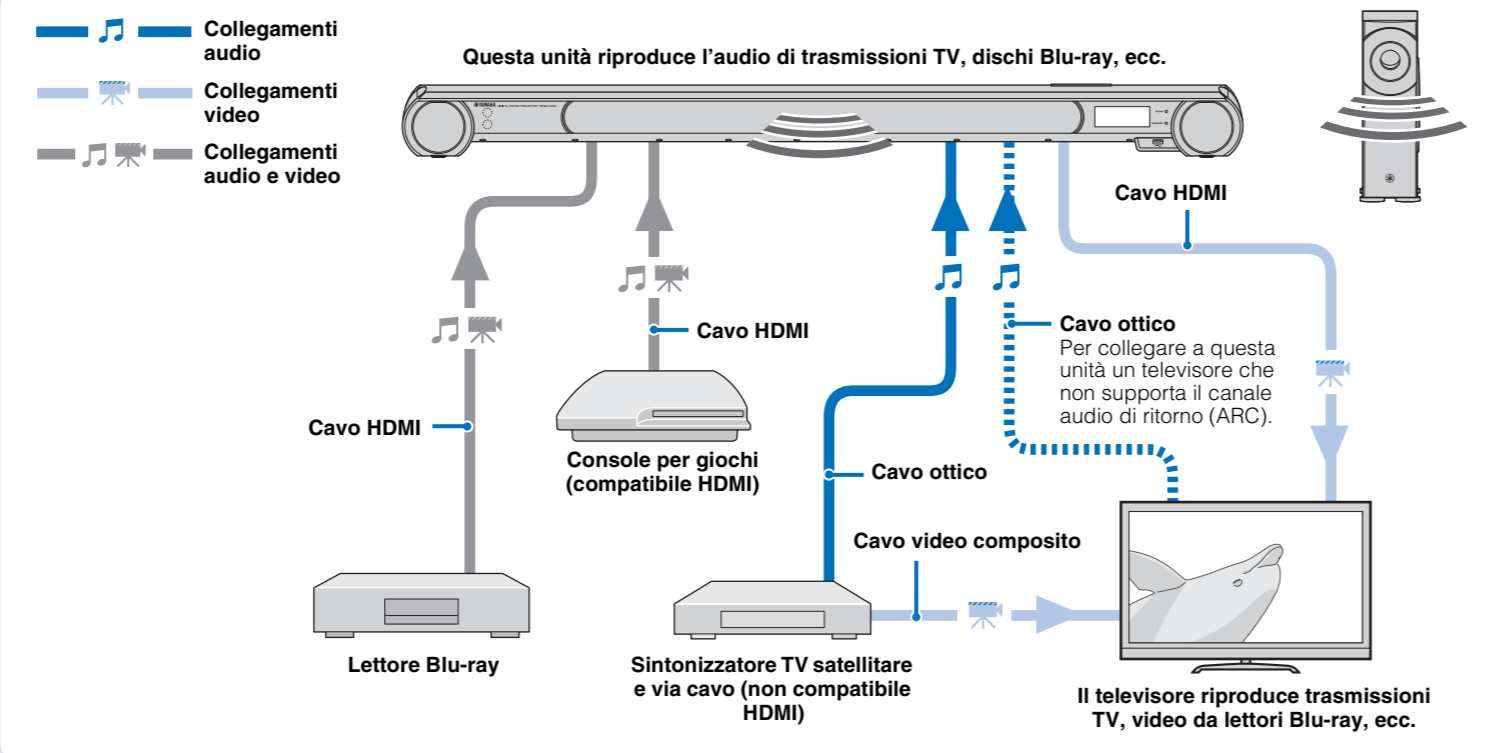 Collegamenti
audio
Collegamenti
video
Collegamenti
audio e video
Questa unità riproduce l'audio di trasmissioni TV, dischi Blu-ray, ecc.
YAMAHA
Cavo HDMI
Cavo HDMI
Cavo ottico
Per collegare a questa
unità un televisore che
non supporta il canale
audio di ritorno (ARC).
Cavo HDMI
Console per giochi
(compatibile HDMI)
Cavo ottico
Cavo video composito
Lettore Blu-ray
Sintonizzatore TV satellitare
e via cavo (non compatibile
HDMI)
Il televisore riproduce trasmissioni
TV, video da lettori Blu-ray, ecc.